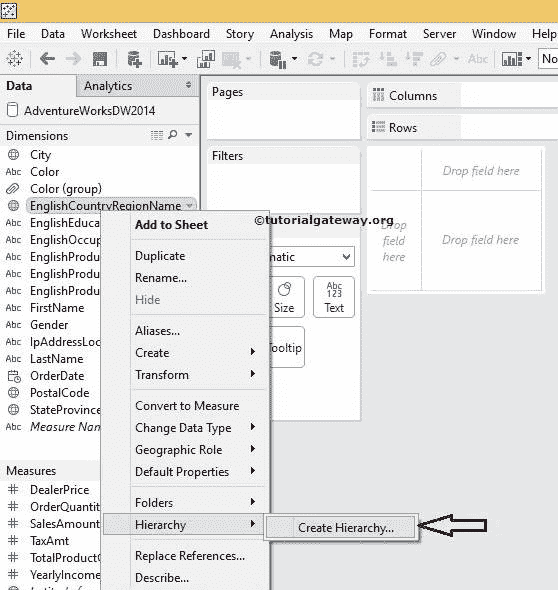 File Data Worksheet Dashboard Story Analysis Map Format Server Window Help
Abc No
Data Analytics
AdventureWorksDW2014
Dimensions
City
Abc Color
Color (group)
EnglishCountryRegionName
Abc EnglishEduca
Abc EnglishOccup
Abc EnglishProdu
Abc EnglishProdu
Abc EnglishProdu
Abc FirstName
Abc Gender
Abc IpAddressLoc
Abc LastName
OrderDate
PostalCode
StateProvince
Abc Measure Nam
Measures
DealerPrice
OrderQuantit
SalesAmount
TaxAmt
TotalProductC
YearlyIncome
Add to Sheet
Duplicate
Rename...
Hide
Aliases...
Create
Transform
Convert to Measure
Change Data Type
Geographic Role
Default Properties
Folders
Hierarchy
Create Hierarchy...
Replace References...
Describe...
Pages
Filters
©tutorialgateway.org
matic
Size
Abc
123
Text
Tooltip
Columns
Rows
Drop field here
Drop
field
here
Drop field here